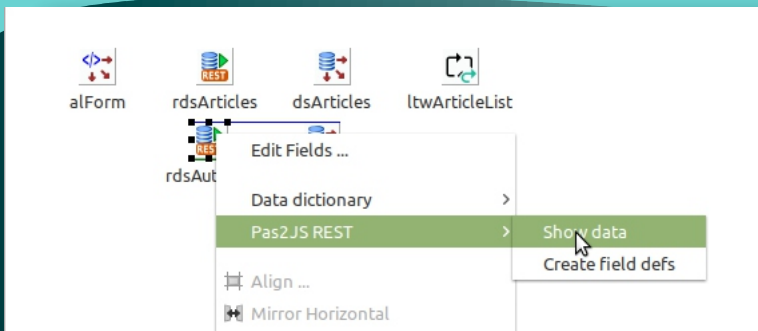 </>
REST
alForm
rdsArticles
dsArticles
ltwArticleList
rdsAut
Edit Fields ...
Data dictionary
Pas2JS REST
Show data
Create field defs
Align ...
Mirror Horizontal